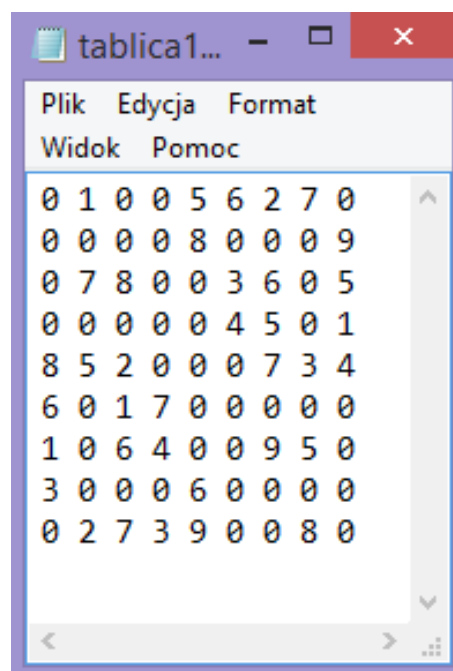 tablica1...
Plik Edycja Format
Widok Pomoc
0 1 0 0 5 6 2 7 0
0 0 0 0 8 0 0 0 9
0 7 8 0 0 3 6 0 5
0 0 0 0 0 4 5 0 1
8 5 2 0 0 0 7 3 4
6 0 1 7 0 0 0 0 0
1 0 6 4 0 0 9 5 0
3 0 0 0 6 0 0 0 0
0 2 7 3 9 0 0 8 0